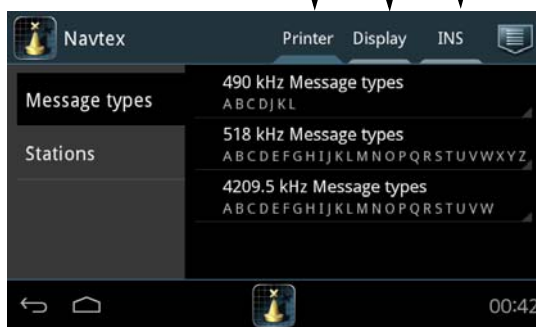 Navtex
Printer
Display
INS
Message types
Stations
490 kHz Message types
A B C D J K L
518 kHz Message types
A B C D E F G H I J K L M N O P Q R S T U V W X Y Z
4209.5 kHz Message types
A B C D E F G H I J K L M N O P Q R S T U V W
00:42